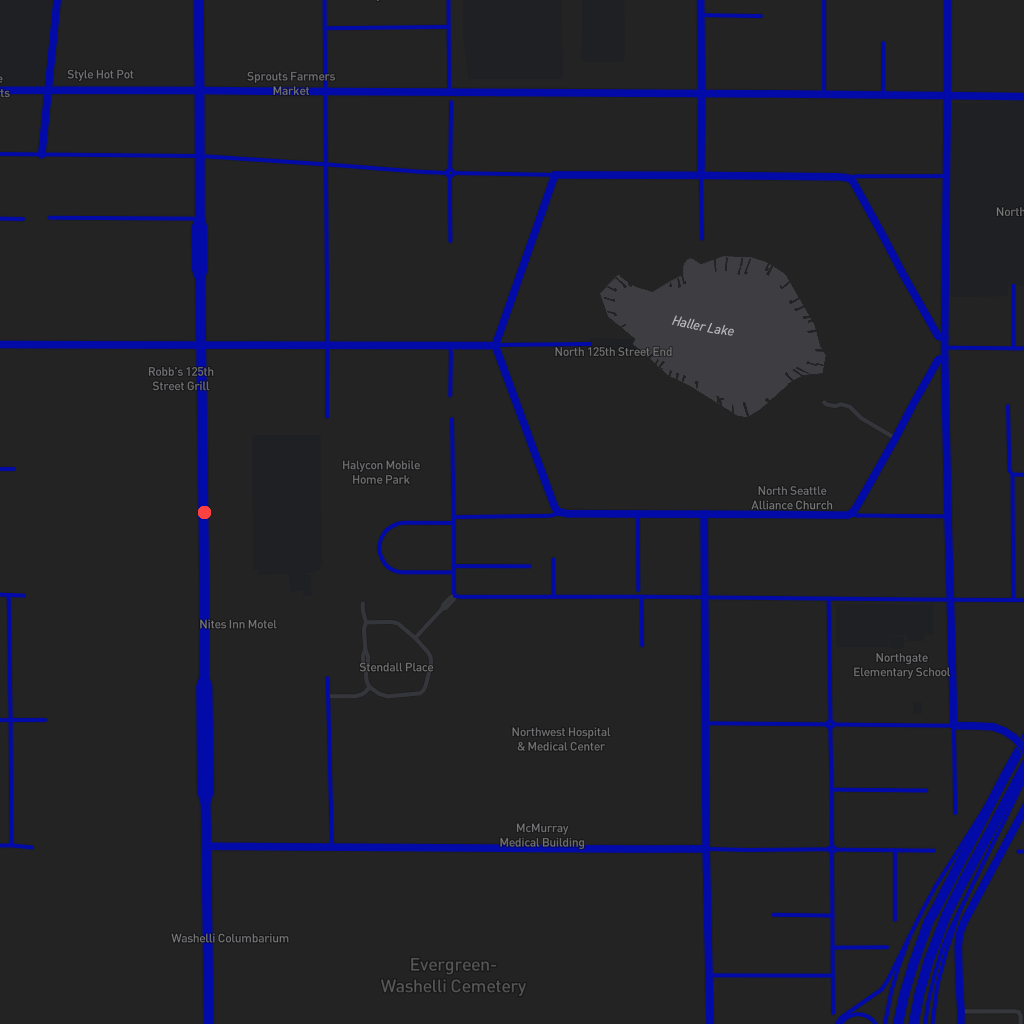 Style Hot Pot
Sprouts Farmers
Market
ts
North
Haller Lake
North 125th Street End
Robb's 125th
Street Grill
Halycon Mobile
Home Park
North Seattle
Alliance Church
Nites Inn Motel
Stendall Place
Northgate
Elementary School
Northwest Hospital
& Medical Center
McMurray
Medical Building
Washelli Columbarium
Evergreen-
Washelli Cemetery